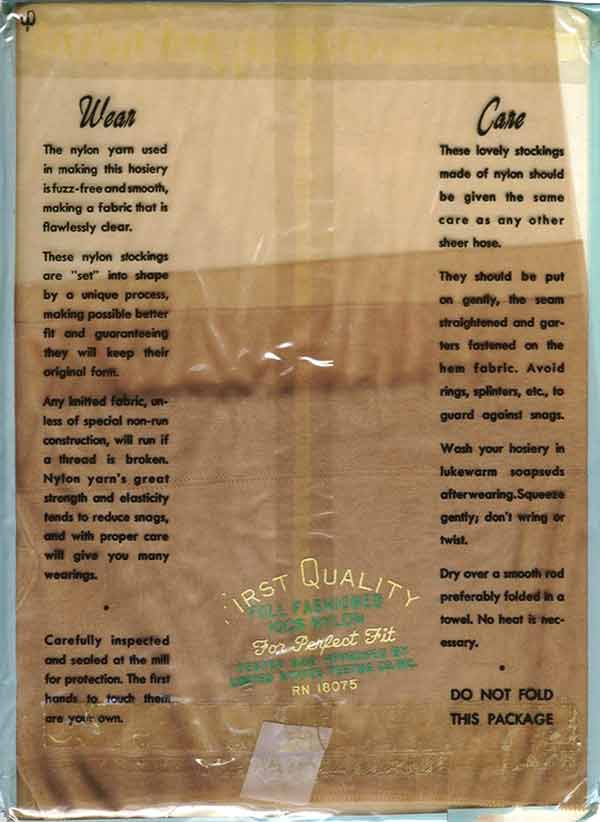 Wear
The nylon yarn used
in making this hosiery
is fuzz-free and smooth,
making a fabric that is
flawlessly clear.
These nylon stockings
are "set" into shape
by a unique process,
making possible better
fit and guaranteeing
they will keep their
original form.
Any knitted fabric, un-
less of special non-run
construction, will run if
a thread is broken.
Nylon yarn's great
strength and elasticity
tends to reduce snags,
and with proper care
will give you many
wearings.
Carefully inspected
and sealed at the mill
for protection. The first
hands to touch them
are your own.
FIRST QUALITY
FULL FASHIONED
100% NYLON
For Perfect Fit
TESTED AND APPROVED BY
UNITED STATES TESTING CO. INC.
RN 18075
Care
These lovely stockings
made of nylon should
be given the same
care as any other
sheer hose.
They should be put
on gently, the seam
straightened and gar-
ters fastened on the
hem fabric. Avoid
rings, splinters, etc., to
guard against snags.
Wash your hosiery in
lukewarm soapsuds
after wearing. Squeeze
gently; don't wring or
twist.
Dry over a smooth rod
preferably folded in a
towel. No heat is nec-
essary.
DO NOT FOLD
THIS PACKAGE